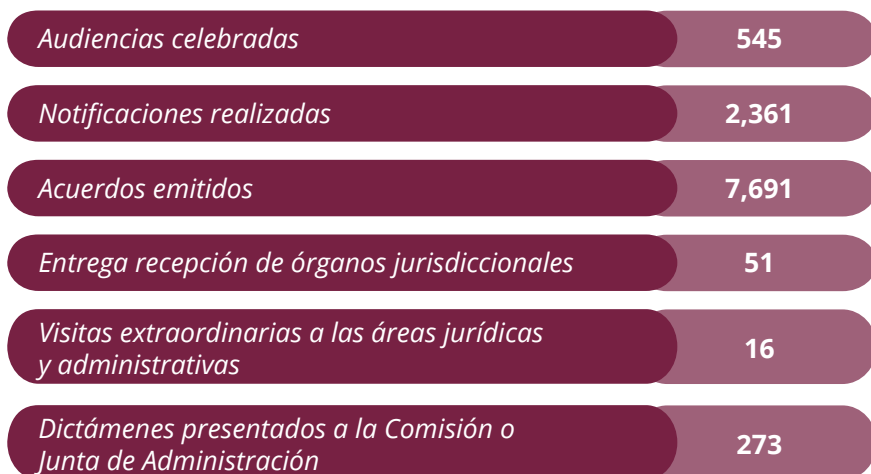 Audiencias celebradas 545
Notificaciones realizadas 2,361
Acuerdos emitidos 7,691
Entrega recepción de órganos jurisdiccionales 51
Visitas extraordinarias a las áreas jurídicas
y administrativas 16
Dictámenes presentados a la Comisión o
Junta de Administración 273